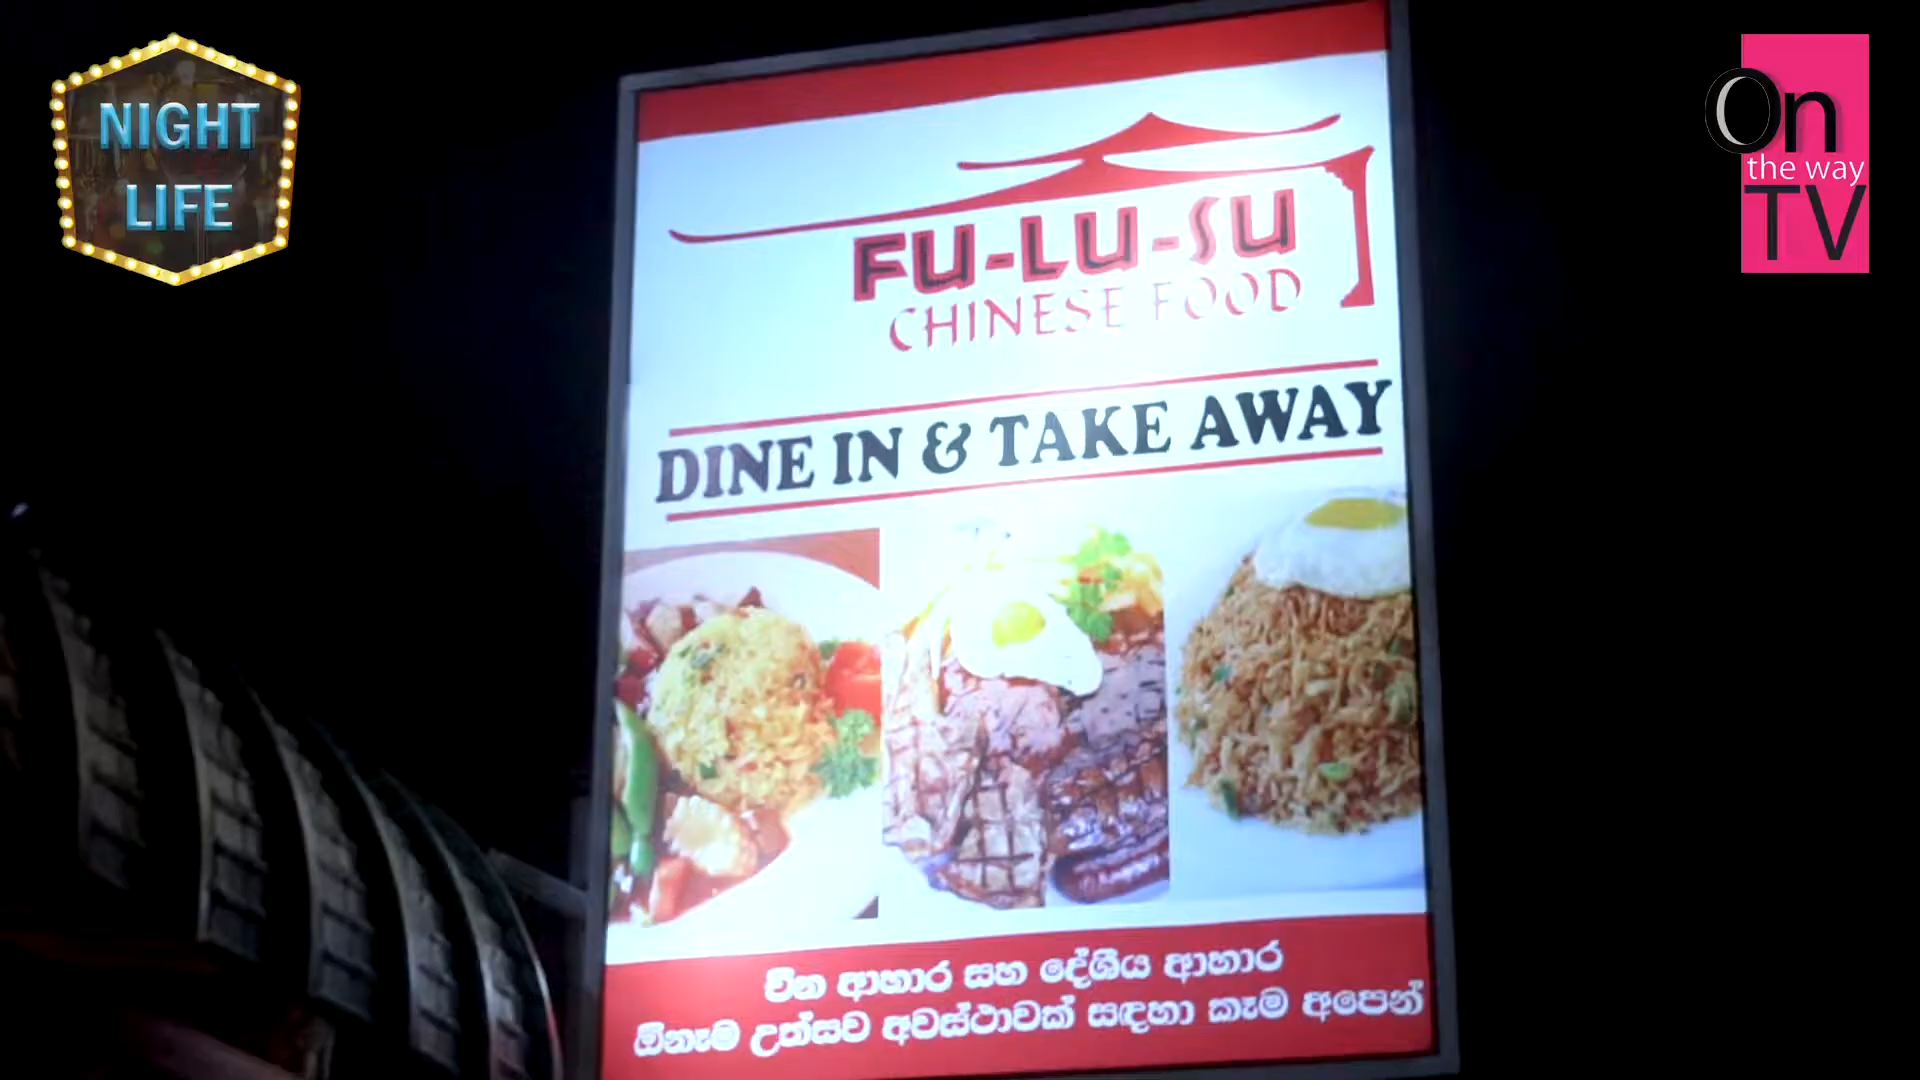 NIGHT
LIFE
On
the way
TV
FU-LU-SU
CHINESE FOOD
DINE IN & TAKE AWAY
චීන ආහාර සහ දේශීය ආහාර
ඕනෑම උත්සව අවස්ථාවක් සඳහා කෑම අපෙන්